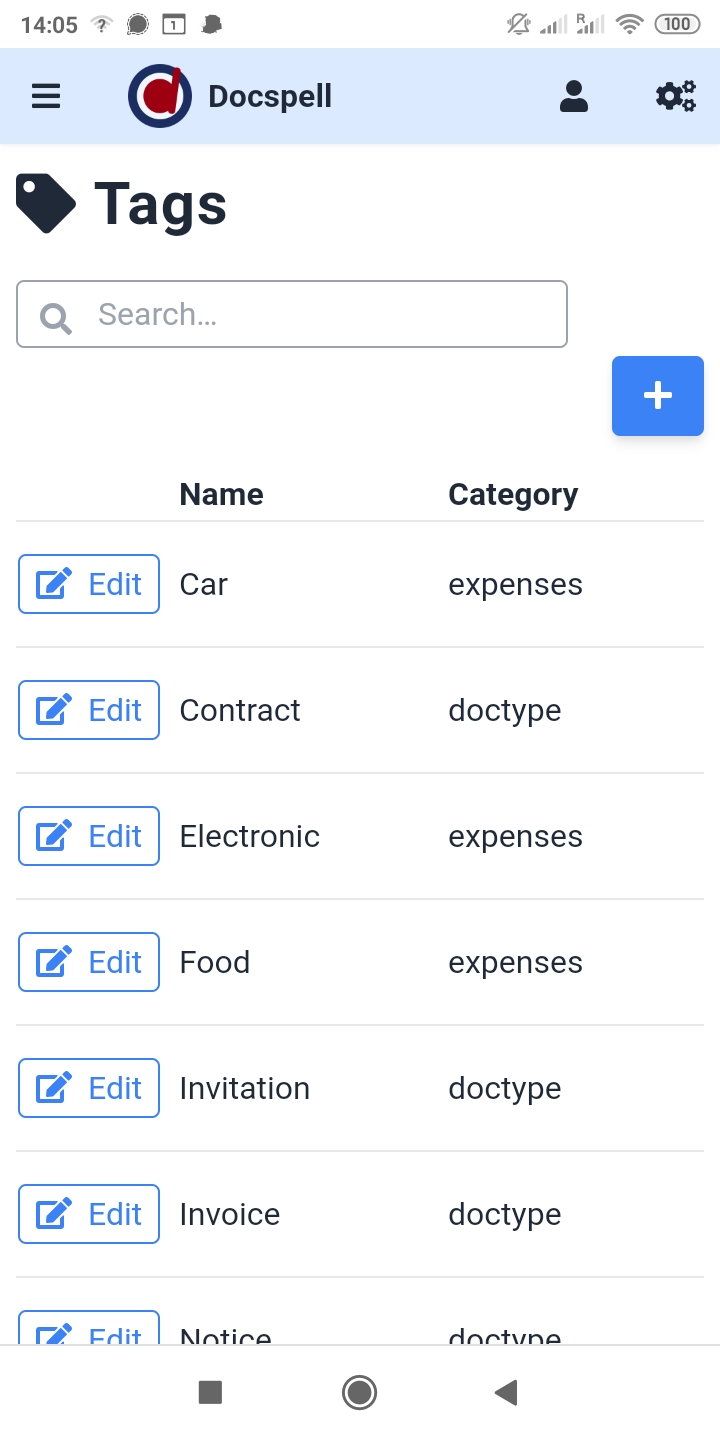 14:05 ? 1 R 100
Docspell
Tags
Search…
Name Category
Edit Car expenses
Edit Contract doctype
Edit Electronic expenses
Edit Food expenses
Edit Invitation doctype
Edit Invoice doctype
Edit Notice doctype